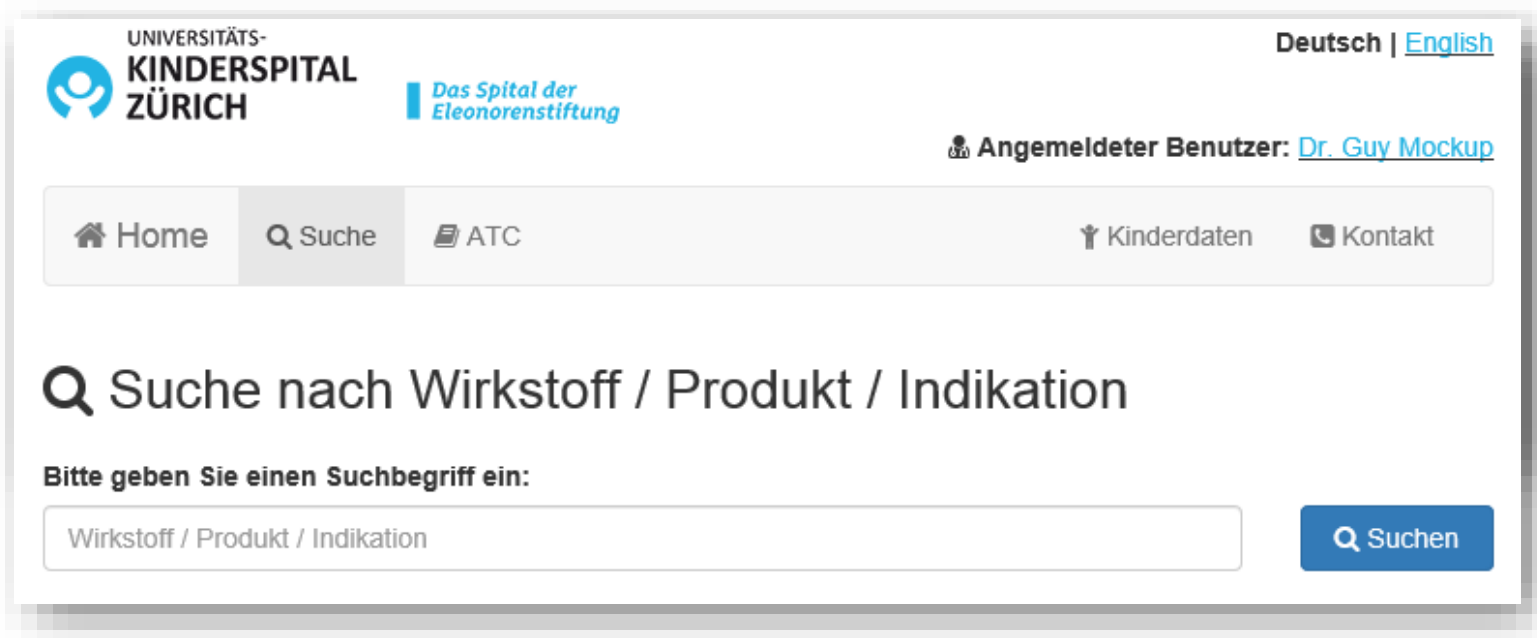 UNIVERSITÄTS-
KINDERSPITAL
ZÜRICH
Das Spital der
Eleonorenstiftung
Deutsch | English
Angemeldeter Benutzer: Dr. Guy Mockup
Home Suche ATC Kinderdaten Kontakt
Suche nach Wirkstoff / Produkt / Indikation
Bitte geben Sie einen Suchbegriff ein:
Wirkstoff / Produkt / Indikation Suchen